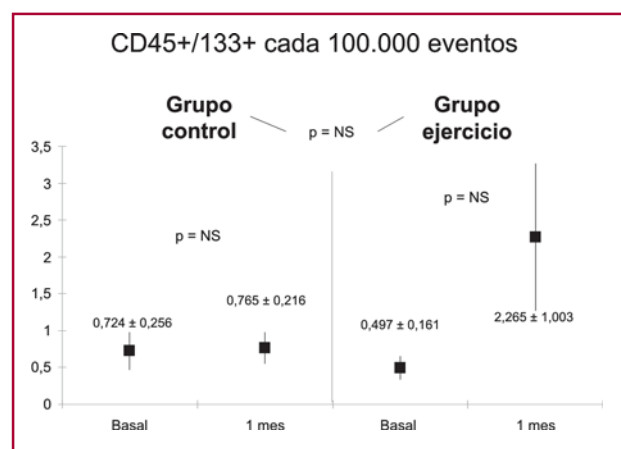 CD45+/133+ cada 100.000 eventos
Grupo control
Grupo ejercicio
p = NS
3,5
3
2,5
2
1,5
1
0,5
0
p = NS
p = NS
0,724 ± 0,256
0,765 ± 0,216
0,497 ± 0,161
2,265 ± 1,003
Basal
1 mes
Basal
1 mes